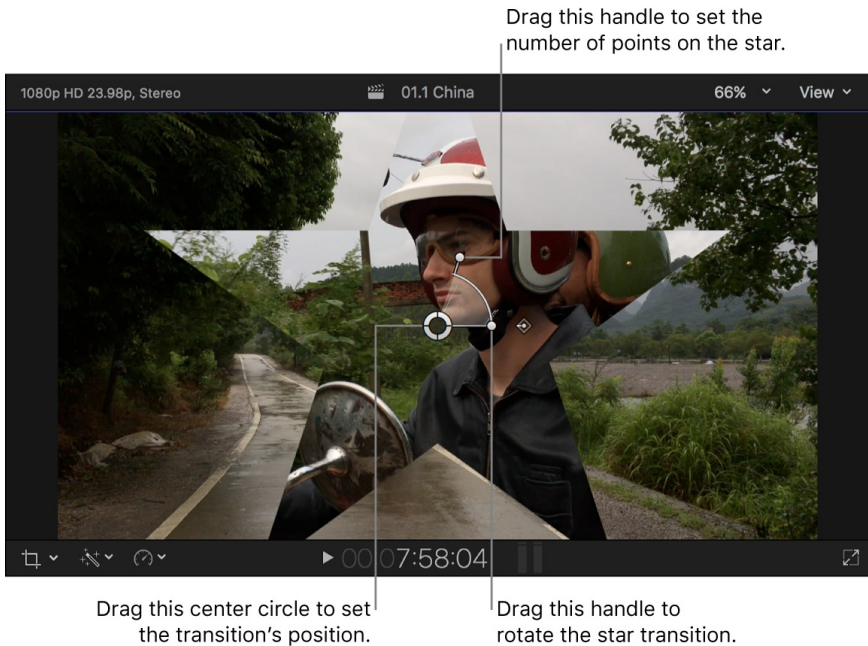 Drag this handle to set the
number of points on the star.
1080p HD 23.98p, Stereo
01.1 China
66%
View
00:07:58:04
Drag this center circle to set
the transition’s position.
Drag this handle to
rotate the star transition.